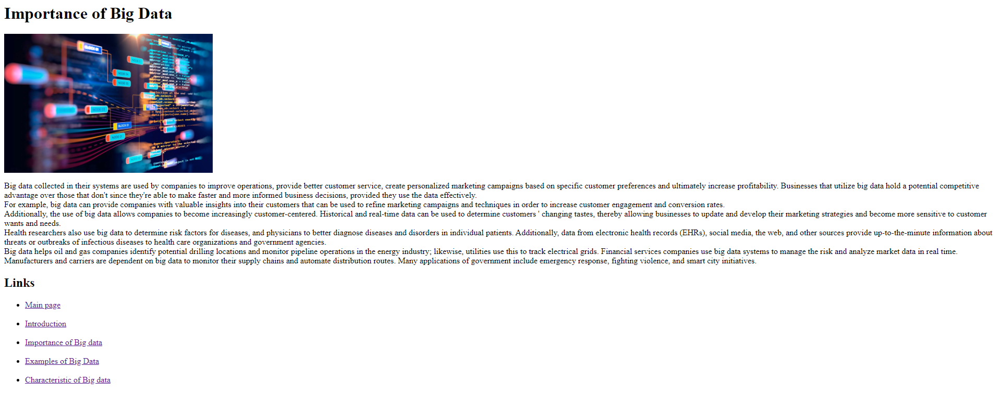 Importance of Big Data
BLOCK 01
NODE 04
NODE 05
BLOCK 01
NODE 01
Big data collected in their systems are used by companies to improve operations, provide better customer service, create personalized marketing campaigns based on specific customer preferences and ultimately increase profitability. Businesses that utilize big data hold a potential competitive
advantage over those that don't since they're able to make faster and more informed business decisions, provided they use the data effectively.
For example, big data can provide companies with valuable insights into their customers that can be used to refine marketing campaigns and techniques in order to increase customer engagement and conversion rates.
Additionally, the use of big data allows companies to become increasingly customer-centered. Historical and real-time data can be used to determine customers ' changing tastes, thereby allowing businesses to update and develop their marketing strategies and become more sensitive to customer
wants and needs.
Health researchers also use big data to determine risk factors for diseases, and physicians to better diagnose diseases and disorders in individual patients. Additionally, data from electronic health records (EHRs), social media, the web, and other sources provide up-to-the-minute information about
threats or outbreaks of infectious diseases to health care organizations and government agencies.
Big data helps oil and gas companies identify potential drilling locations and monitor pipeline operations in the energy industry; likewise, utilities use this to track electrical grids. Financial services companies use big data systems to manage the risk and analyze market data in real time.
Manufacturers and carriers are dependent on big data to monitor their supply chains and automate distribution routes. Many applications of government include emergency response, fighting violence, and smart city initiatives.
Links
• Main page
• Introduction
• Importance of Big data
• Examples of Big Data
• Characteristic of Big data